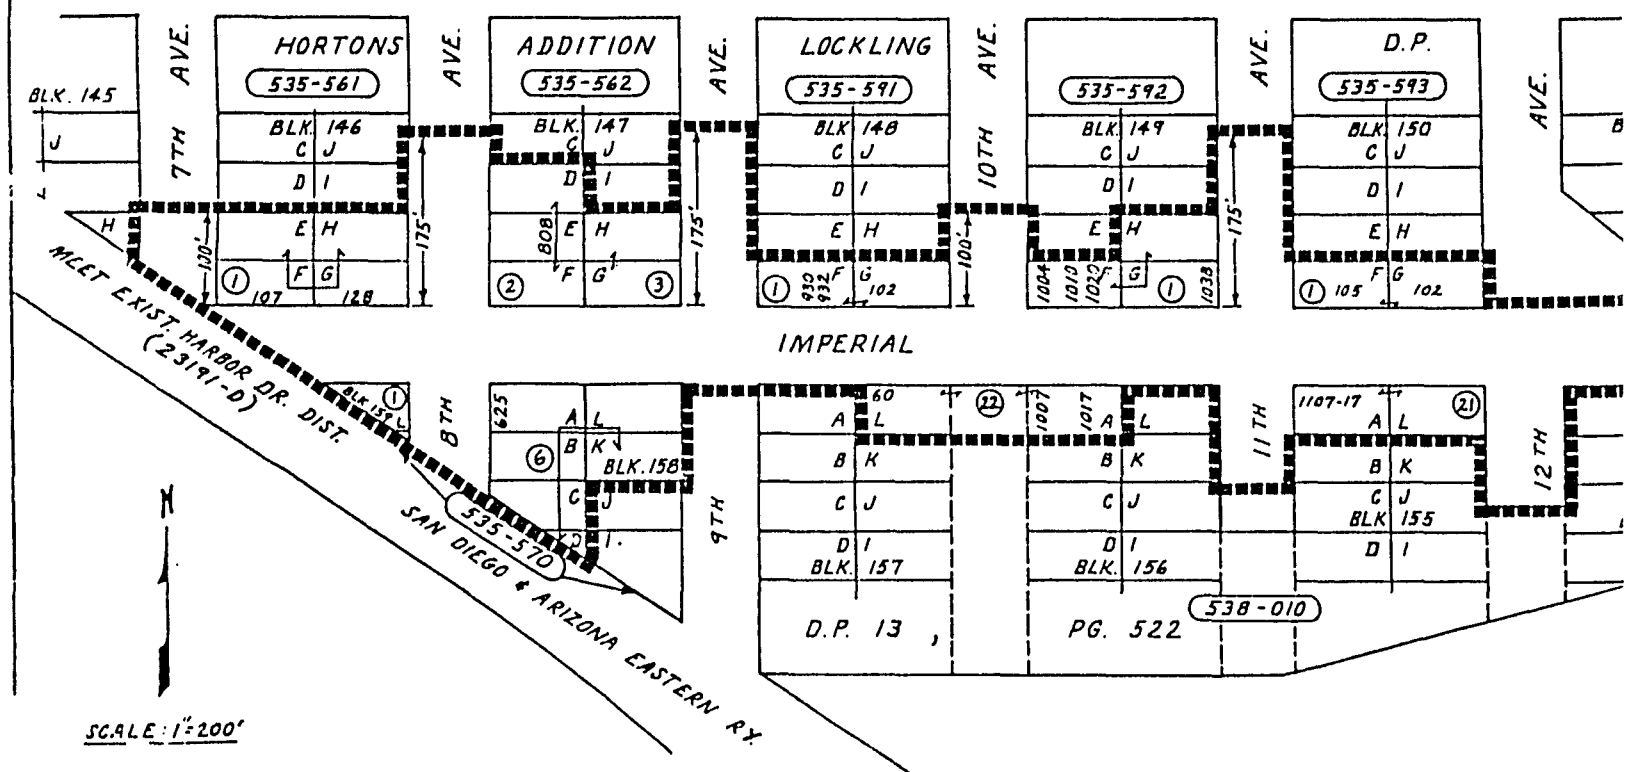 HORTONS ADDITION LOCKLING D.P.
535-561 535-562 535-591 535-592 535-593
7TH AVE. AVE. AVE. 10TH AVE. AVE. AVE.
BLK. 145
J
H
BLK. 146
C J
D I
E H
F G
1
107 128
100'
175'
BLK. 147
C J
D I
E H
F G
808
2 3
175'
BLK 148
C J
D I
E H
F G
1
930
932
102
100'
BLK. 149
C J
D I
E H
F G
1004
1010
1020
1
1038
175'
BLK. 150
C J
D I
E H
F G
1 105 102
IMPERIAL
MEET EXIST. HARBOR DR. DIST.
(23191-D)
BLK 159
1
L
8TH
625
A L
B K
6
BLK. 158
C J
D I
535-570
SAN DIEGO & ARIZONA EASTERN RY.
9TH
60
A L
B K
C J
D I
BLK. 157
22
1007
1017
A L
B K
C J
D I
BLK. 156
11TH
1107-17
21
A L
B K
C J
BLK 155
D I
12TH
538-010
D.P. 13, PG. 522
N
SCALE: 1"=200'